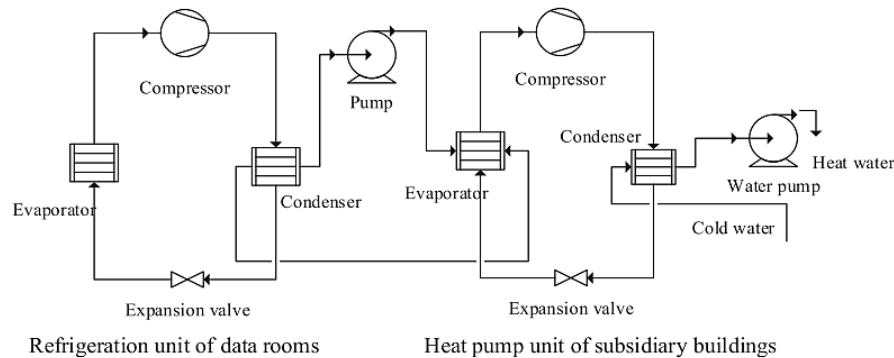 Compressor
Pump
Compressor
Condenser
Heat water
Evaporator
Condenser
Evaporator
Water pump
Cold water
Expansion valve
Expansion valve
Refrigeration unit of data rooms
Heat pump unit of subsidiary buildings